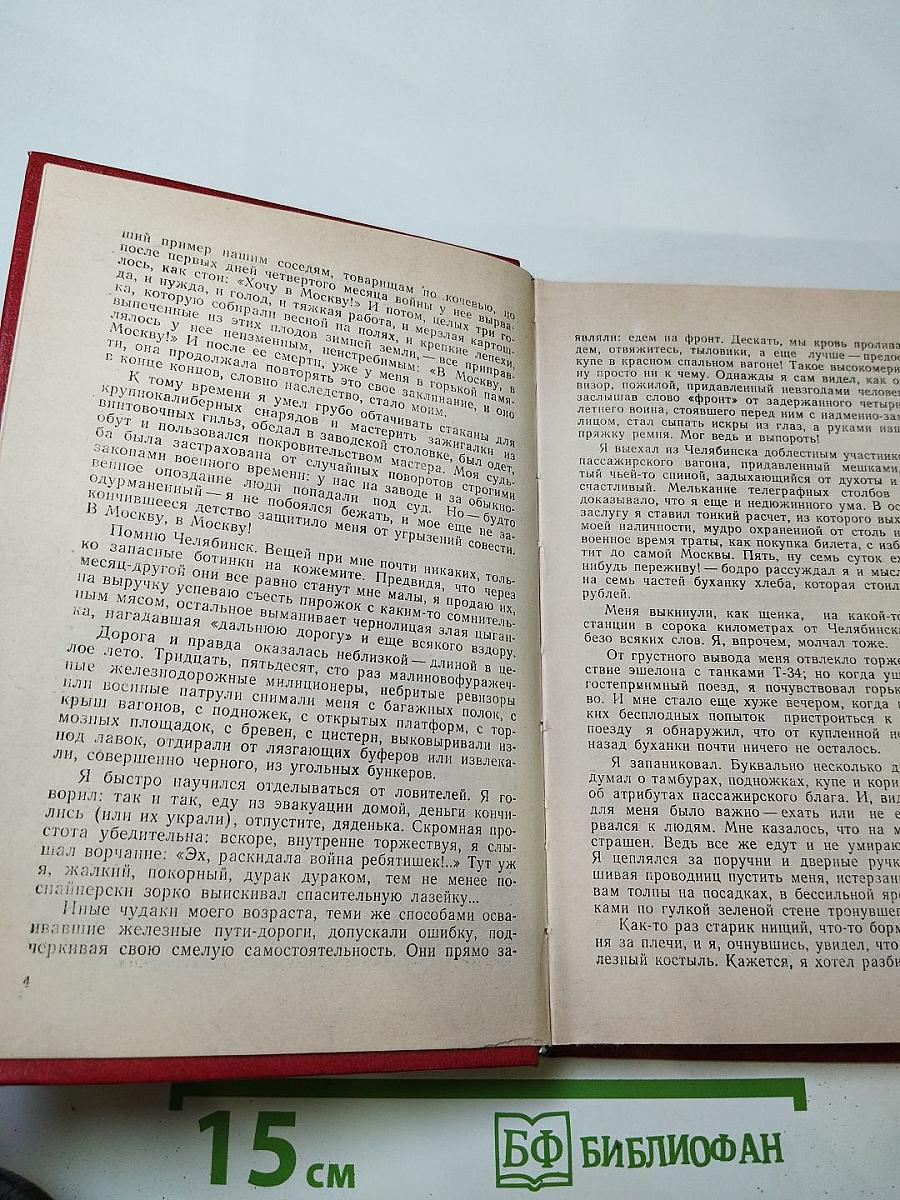 ший пример нашим соседям, товарищам по кочевью, но
после первых дней четвертого месяца войны у нее вырва-
лось, как стон: «Хочу в Москву!» И потом, целых три го-
да, и нужда, и голод, и тяжкая работа, и мерзлая картош-
ка, которую собирали весной на полях, и крепкие лепехи,
выпеченные из этих плодов зимней земли, — все приправ-
лялось у нее неизменным, неистребимым: «В Москву, в
Москву!» И после ее смерти, уже у меня в горькой памя-
ти, она продолжала повторять это свое заклинание, и оно
в конце концов, словно наследство, стало моим.
К тому времени я умел грубо обтачивать стаканы для
крупнокалиберных снарядов и мастерить зажигалки из
винтовочных гильз, обедал в заводской столовке, был одет,
обут и пользовался покровительством мастера. Моя судь-
ба была застрахована от случайных поворотов строгими
законами военного времени: у нас на заводе и за обыкно-
венное опоздание люди попадали под суд. Но — будто
одурманенный — я не побоялся бежать, и мое еще не за-
кончившееся детство защитило меня от угрызений совести.
В Москву, в Москву!
Помню Челябинск. Вещей при мне почти никаких, толь-
ко запасные ботинки на кожемите. Предвидя, что через
месяц-другой они все равно станут мне малы, я продаю их,
на выручку успеваю съесть пирожок с каким-то сомнитель-
ным мясом, остальное выманивает чернолицая злая цыган-
ка, нагадавшая «дальнюю дорогу» и еще всякого вздору.
Дорога и правда оказалась неблизкой — длиной в це-
лое лето. Тридцать, пятьдесят, сто раз малиновофуражеч-
ные железнодорожные милиционеры, небритые ревизоры
или военные патрули снимали меня с багажных полок, с
крыш вагонов, с подножек, с открытых платформ, с тор-
мозных площадок, с бревен, с цистерн, выковыривали из-
под лавок, отдирали от лязгающих буферов или извлека-
ли, совершенно черного, из угольных бункеров.
Я быстро научился отделываться от ловителей. Я го-
ворил: так и так, еду из эвакуации домой, деньги кончи-
лись (или их украли), отпустите, дяденька. Скромная про-
стота убедительна: вскоре, внутренне торжествуя, я слы-
шал ворчание: «Эх, раскидала война ребятишек!..» Тут уж
я, жалкий, покорный, дурак дураком, тем не менее по-
снайперски зорко выискивал спасительную лазейку...
Иные чудаки моего возраста, теми же способами осва-
ивавшие железные пути-дороги, допускали ошибку, под-
чёркивая свою смелую самостоятельность. Они прямо за-
4
являли: едем на фронт. Дескать, мы кровь пролива
дем, отвяжитесь, тыловики, а еще лучше — предос
купе в красном спальном вагоне! Такое высокомери
ну просто ни к чему. Однажды я сам видел, как о
визор, пожилой, придавленный невзгодами человек
заслышав слово «фронт» от задержанного четыр
летнего воина, стоявшего перед ним с надменно-за
лицом, стал сыпать искры из глаз, а руками наш
пряжку ремня. Мог ведь и выпороть!
Я выехал из Челябинска доблестным участнико
пассажирского вагона, придавленный мешками,
тый чьей-то спиной, задыхающийся от духоты и
счастливый. Мелькание телеграфных столбов
доказывало, что я еще и недюжинного ума. В ос
заслугу я ставил тонкий расчет, из которого вых
моей наличности, мудро охраненной от столь н
военное время траты, как покупка билета, с изб
тит до самой Москвы. Пять, ну семь суток ех
нибудь переживу! — бодро рассуждал я и мысл
на семь частей буханку хлеба, которая стоил
рублей.
Меня выкинули, как щенка, на какой-то
станции в сорока километрах от Челябинск
безо всяких слов. Я, впрочем, молчал тоже.
От грустного вывода меня отвлекло торже
ствие эшелона с танками Т-34; но когда уш
гостеприимный поезд, я почувствовал горьк
во. И мне стало еще хуже вечером, когда п
ких бесплодных попыток пристроиться к
поезду я обнаружил, что от купленной не
назад буханки почти ничего не осталось.
Я запаниковал. Буквально несколько д
думал о тамбурах, подножках, купе и кори
об атрибутах пассажирского блага. И, вид
для меня было важно — ехать или не е
рвался к людям. Мне казалось, что на м
страшен. Ведь все же едут и не умираю
Я цеплялся за поручни и дверные ручк
шивая проводниц пустить меня, истерзан
вам толпы на посадках, в бессильной яро
ками по гулкой зеленой стене тронувшег
Как-то раз старик нищий, что-то борм
ня за плечи, и я, очнувшись, увидел, что
лезный костыль. Кажется, я хотел разби
15 см
БФ БИБЛИОФАН